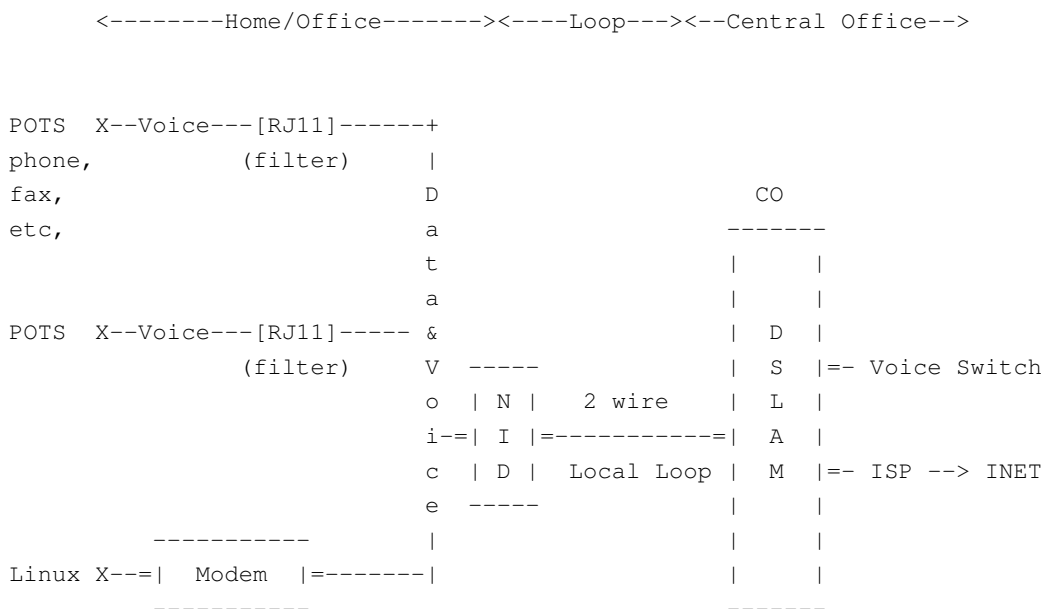 <--------Home/Office-------><----Loop---><--Central Office-->
POTS  X--Voice---[RJ11]------+
phone,          (filter)     |
fax,                         D                    CO
etc,                         a                  -------
                             t                  |     |
                             a                  |     |
POTS  X--Voice---[RJ11]----- &                  |  D  |
                (filter)     V  -----           |  S  |=- Voice Switch
                             o  | N |   2 wire  |  L  |
                             i-=| I |=-----------=|  A  |
                             c  | D |  Local Loop |  M  |=- ISP --> INET
                             e  -----           |     |
          -----------        |                  |     |
Linux X--=|  Modem  |=-------|                  |     |
          -----------                           -------